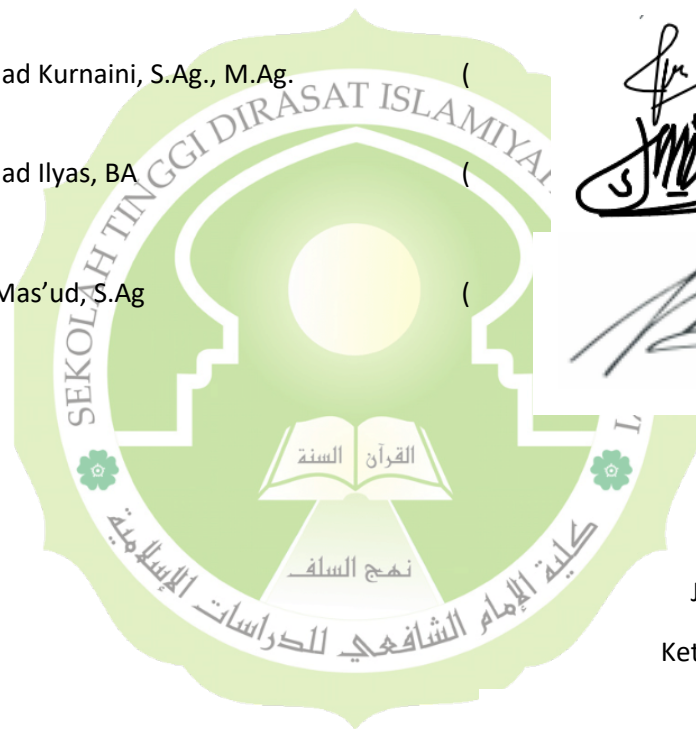 ad Kurnaini, S.Ag., M.Ag. (
ad Ilyas, BA (
Mas’ud, S.Ag (
SEKOLAH TINGGI DIRASAT ISLAMIYAH
القرآن السنة
نهج السلف
كلية الإمام الشافعي للدراسات الإسلامية
J
Ket